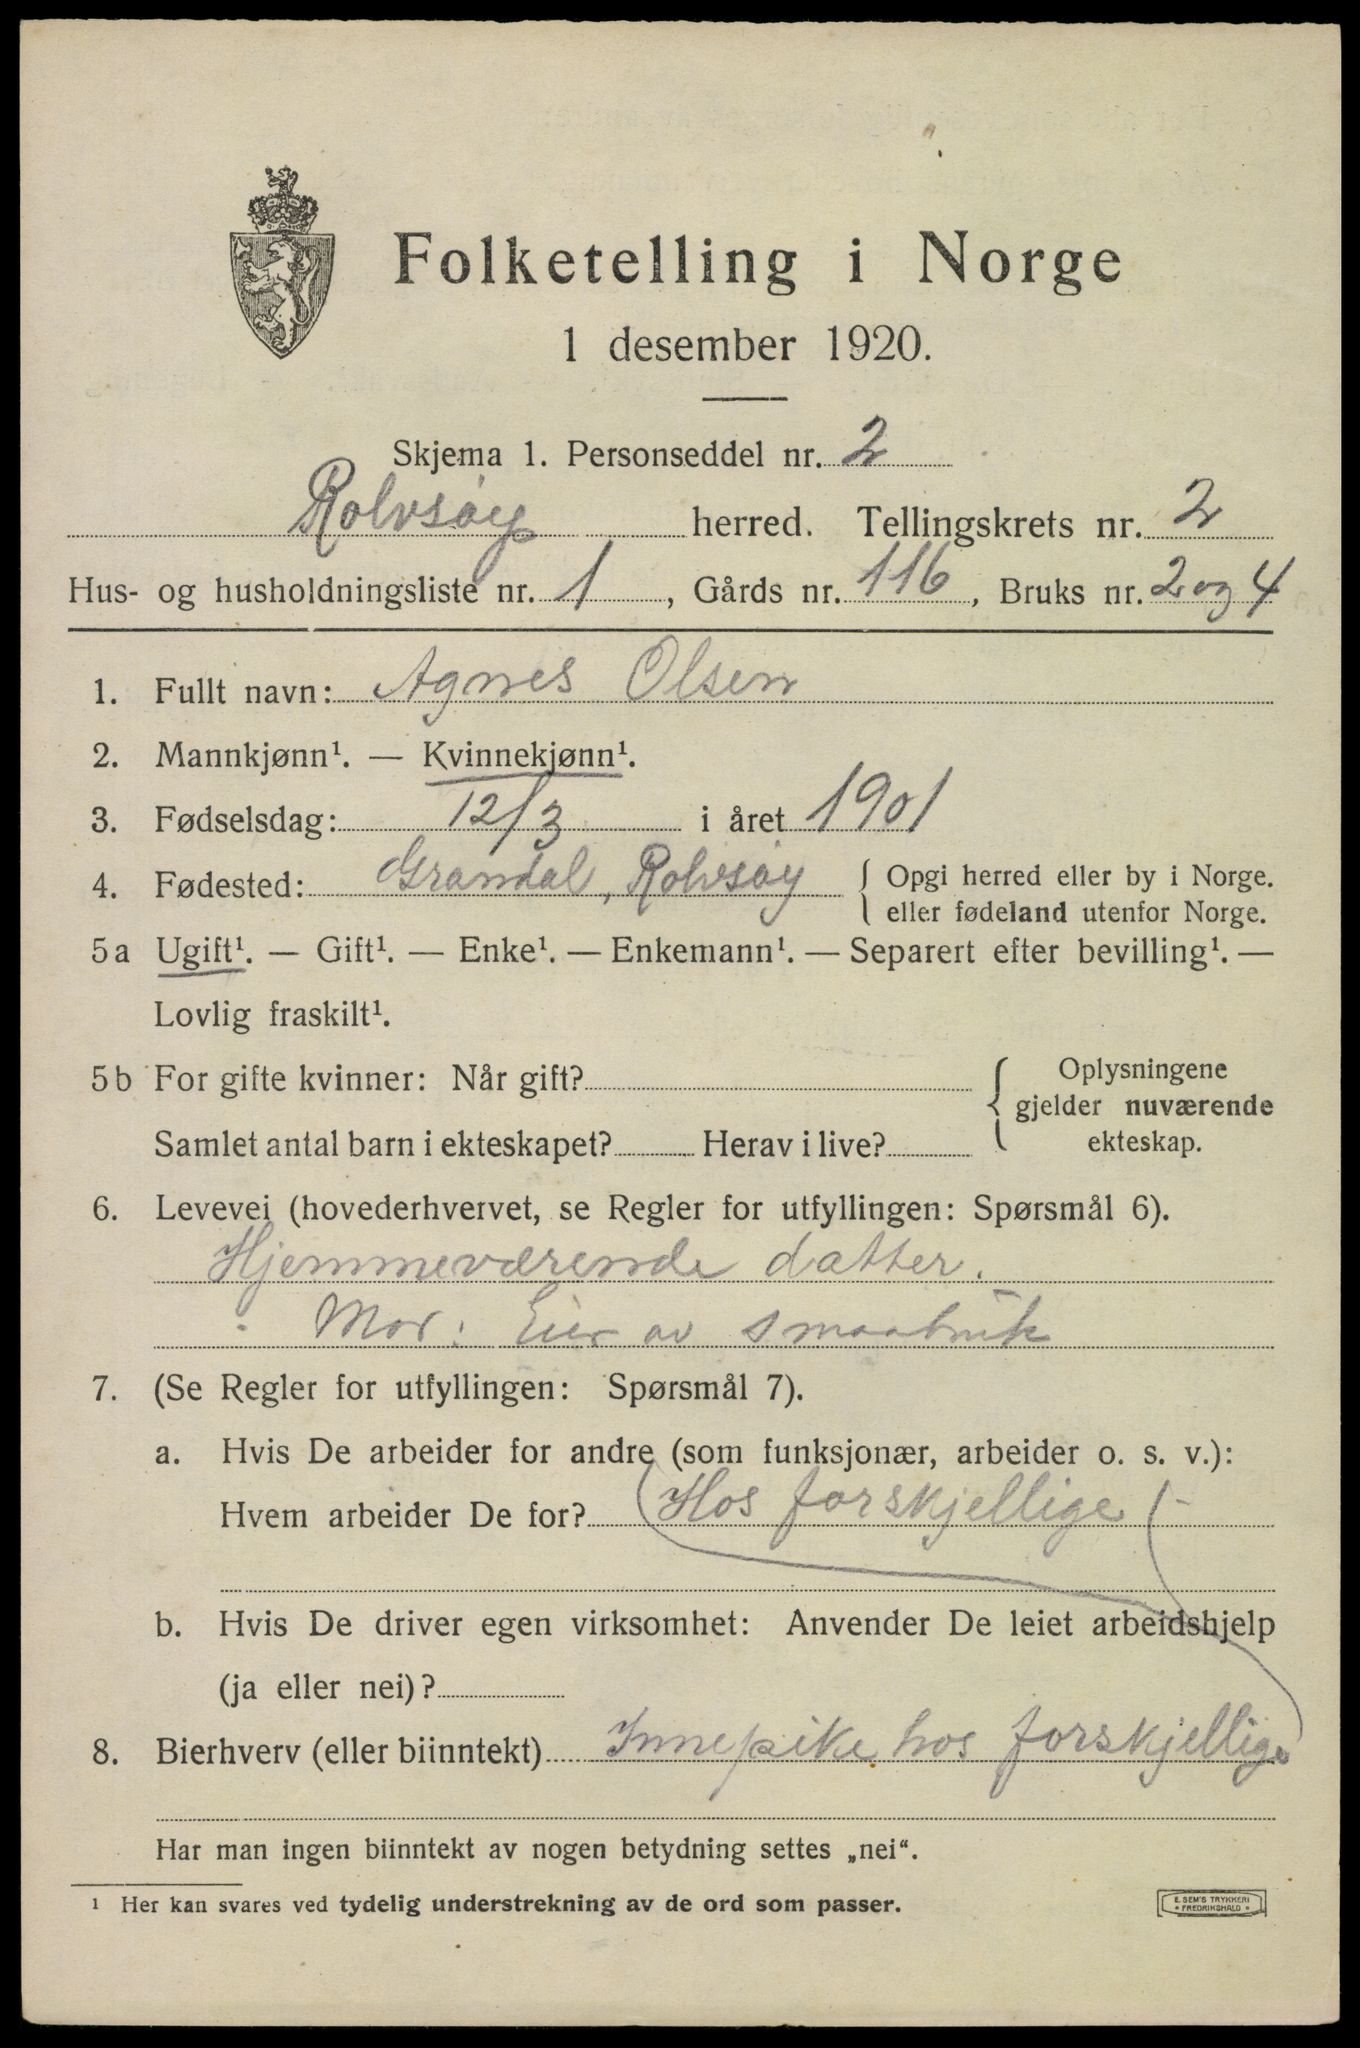 Folketelling i Norge
1 desember 1920.
Skjema 1. Personseddel nr. 2
Rolvsøy herred. Tellingskrets nr. 2
Hus- og husholdningsliste nr. 1, Gårds nr. 116, Bruks nr. 2 og 4
1. Fullt navn: Agnes Olsen
2. Mannkjønn¹. — Kvinnekjønn¹.
3. Fødselsdag: 12/3 i året 1901
4. Fødested: Grandal, Rolvsøy { Opgi herred eller by i Norge.
eller fødeland utenfor Norge.
5a Ugift¹. — Gift¹. — Enke¹. — Enkemann¹. — Separert efter bevilling¹. —
Lovlig fraskilt¹.
5b For gifte kvinner: Når gift? { Oplysningene
gjelder nuværende
Samlet antal barn i ekteskapet? Herav i live? ekteskap.
6. Levevei (hovederhvervet, se Regler for utfyllingen: Spørsmål 6).
Hjemmeværende datter.
Mor: Eier av smaabruk
7. (Se Regler for utfyllingen: Spørsmål 7).
a. Hvis De arbeider for andre (som funksjonær, arbeider o. s. v.):
Hvem arbeider De for? (Hos forskjellige) -
b. Hvis De driver egen virksomhet: Anvender De leiet arbeidshjelp
(ja eller nei)?
8. Bierhverv (eller biinntekt) Innepike hos forskjellige
Har man ingen biinntekt av nogen betydning settes „nei“.
1 Her kan svares ved tydelig understrekning av de ord som passer.
E. SEM'S TRYKKERI
• FREDRIKSHALD •